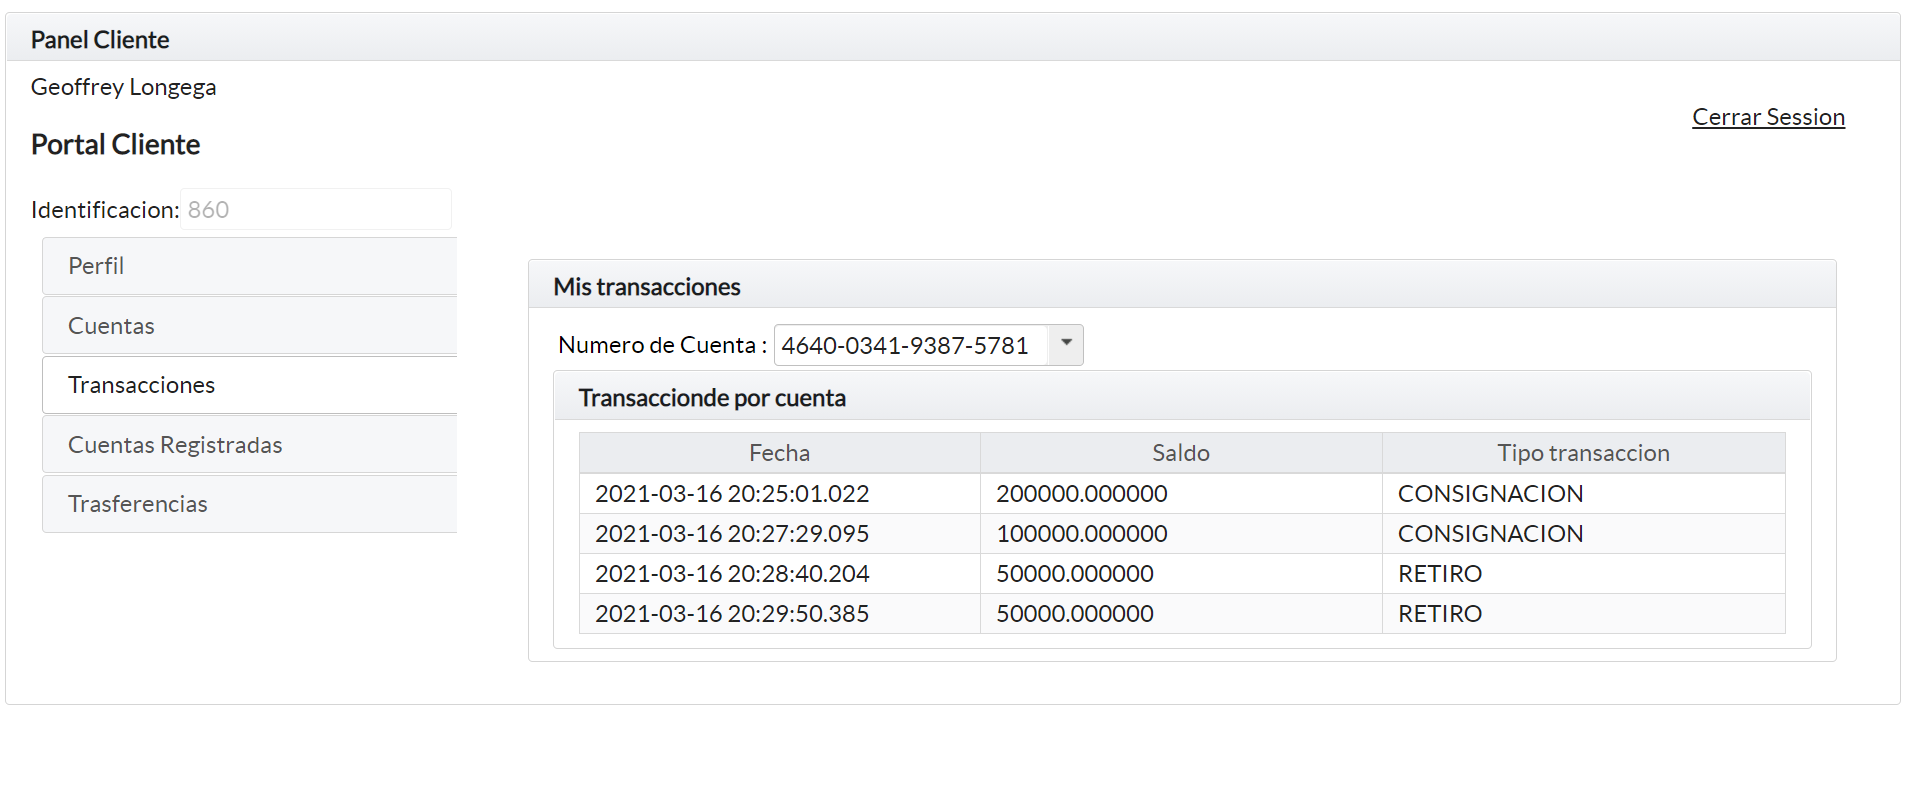 Panel Cliente
Geoffrey Longega
Cerrar Session
Portal Cliente
Identificacion: 860
Perfil
Cuentas
Transacciones
Cuentas Registradas
Trasferencias
Mis transacciones
Numero de Cuenta : 4640-0341-9387-5781
Transaccionde por cuenta
Fecha Saldo Tipo transaccion
2021-03-16 20:25:01.022 200000.000000 CONSIGNACION
2021-03-16 20:27:29.095 100000.000000 CONSIGNACION
2021-03-16 20:28:40.204 50000.000000 RETIRO
2021-03-16 20:29:50.385 50000.000000 RETIRO